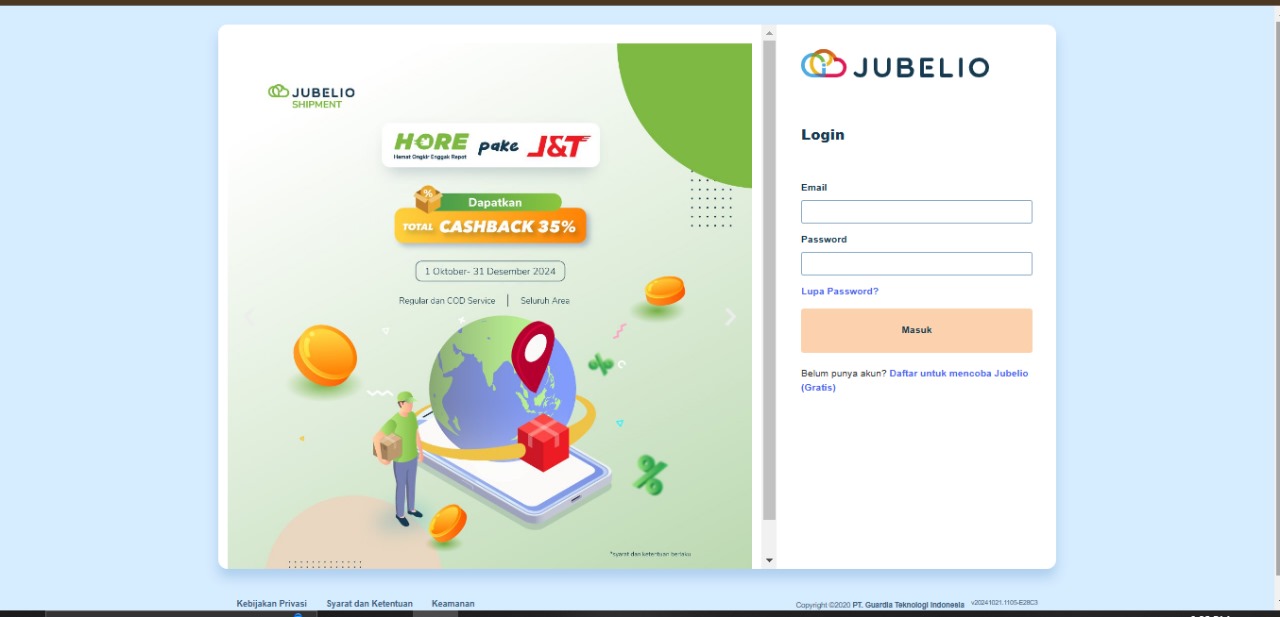 JUBELIO
SHIPMENT
HORE
Hemat Ongkir Enggak Repot
pake
J&T
%
Dapatkan
TOTAL CASHBACK 35%
1 Oktober- 31 Desember 2024
Regular dan COD Service | Seluruh Area
*syarat dan ketentuan berlaku
JUBELIO
Login
Email
Password
Lupa Password?
Masuk
Belum punya akun? Daftar untuk mencoba Jubelio
(Gratis)
Kebijakan Privasi Syarat dan Ketentuan Keamanan
Copyright ©2020 PT. Guardia Teknologi Indonesia v20241021.1105-E28C3